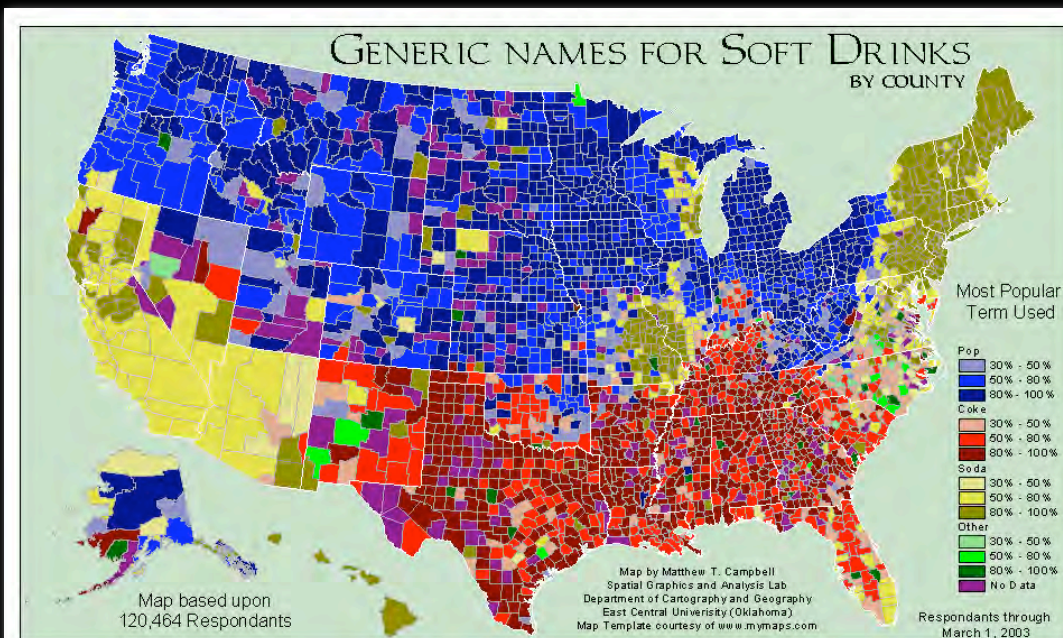 GENERIC NAMES FOR SOFT DRINKS
BY COUNTY
Most Popular
Term Used
Pop
30% - 50%
50% - 80%
80% - 100%
Coke
30% - 50%
50% - 80%
80% - 100%
Soda
30% - 50%
50% - 80%
80% - 100%
Other
30% - 50%
50% - 80%
80% - 100%
No Data
Map based upon
120,464 Respondants
Map by Matthew T. Campbell
Spatial Graphics and Analysis Lab
Department of Cartography and Geography
East Central Univerisity (Oklahoma)
Map Template courtesy of www.mymaps.com
Respondants through
March 1, 2003